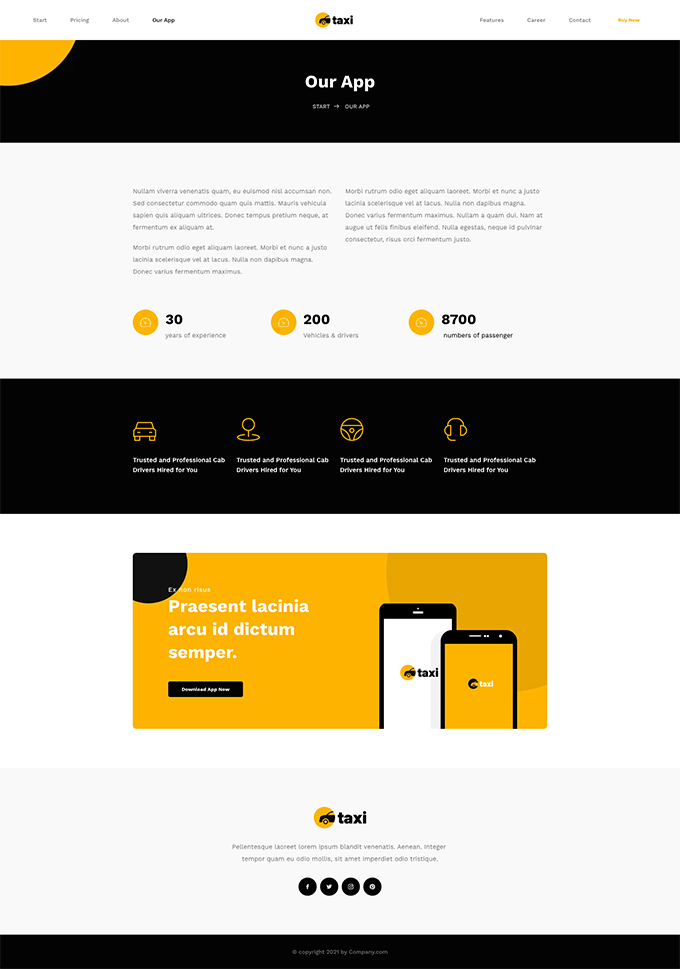 Start Pricing About Our App taxi Features Career Contact Buy Now
Our App
START → OUR APP
Nullam viverra venenatis quam, eu euismod nisl accumsan non.
Sed consectetur commodo quam quis mattis. Mauris vehicula
sapien quis aliquam ultrices. Donec tempus pretium neque, at
fermentum ex aliquam at.
Morbi rutrum odio eget aliquam laoreet. Morbi et nunc a justo
lacinia scelerisque vel at lacus. Nulla non dapibus magna.
Donec varius fermentum maximus.
Morbi rutrum odio eget aliquam laoreet. Morbi et nunc a justo
lacinia scelerisque vel at lacus. Nulla non dapibus magna.
Donec varius fermentum maximus. Nullam a quam dui. Nam at
augue ut felis finibus eleifend. Nulla egestas, neque id pulvinar
consectetur, risus orci fermentum justo.
30
years of experience
200
Vehicles & drivers
8700
numbers of passenger
Trusted and Professional Cab
Drivers Hired for You
Trusted and Professional Cab
Drivers Hired for You
Trusted and Professional Cab
Drivers Hired for You
Trusted and Professional Cab
Drivers Hired for You
Ex non risus
Praesent lacinia
arcu id dictum
semper.
Download App Now
taxi
taxi
taxi
Pellentesque laoreet lorem ipsum blandit venenatis. Aenean. Integer
tempor quam eu odio mollis, sit amet imperdiet odio tristique.
© copyright 2021 by Company.com